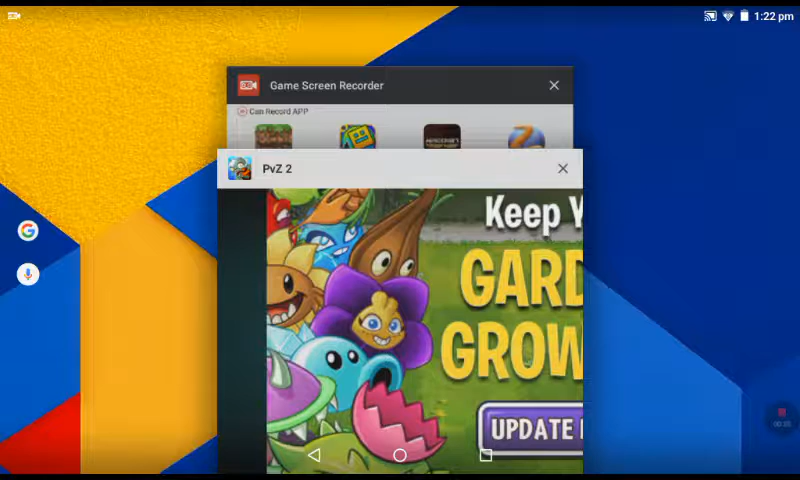 1:22 pm
Game Screen Recorder
Can Record APP
PvZ 2
Keep Y
GARD
GROW
UPDATE